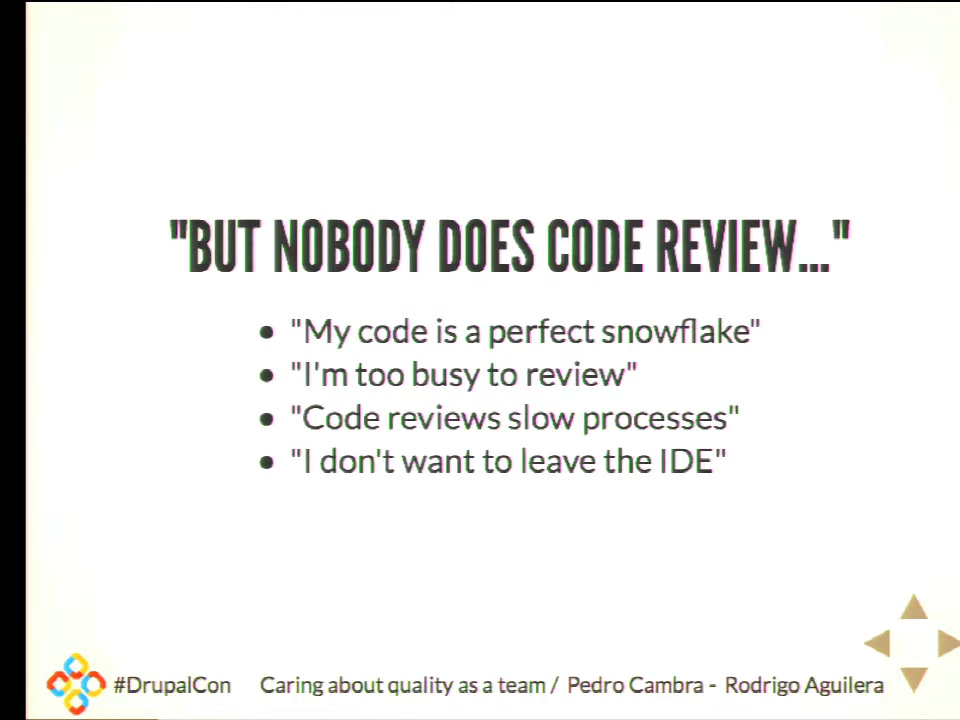 "BUT NOBODY DOES CODE REVIEW..."
• "My code is a perfect snowflake"
• "I'm too busy to review"
• "Code reviews slow processes"
• "I don't want to leave the IDE"
#DrupalCon Caring about quality as a team / Pedro Cambra - Rodrigo Aguilera